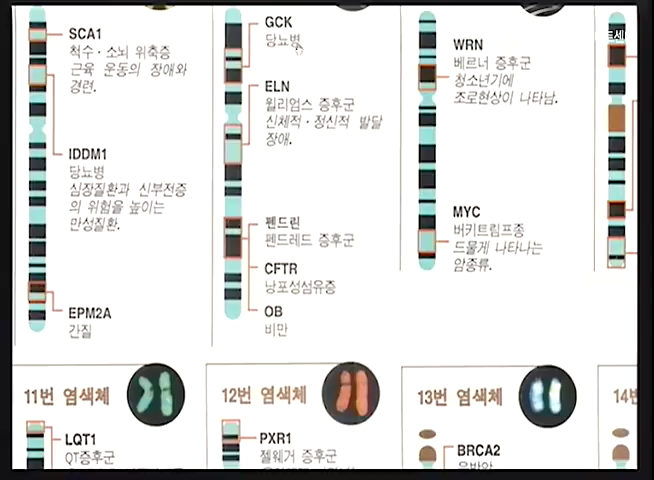 SCA1
척수·소뇌 위축증
근육 운동의 장애와
경련.
IDDM1
당뇨병
심장질환과 신부전증
의 위험을 높이는
만성질환.
EPM2A
간질
GCK
당뇨병
ELN
윌리엄스 증후군
신체적·정신적 발달
장애.
펜드린
펜드레드 증후군
CFTR
낭포성섬유증
OB
비만
WRN
베르너 증후군
청소년기에
조로현상이 나타남.
MYC
버키트림프종
드물게 나타나는
암종류.
11번 염색체
LQT1
QT증후군
12번 염색체
PXR1
젤웨거 증후군
13번 염색체
BRCA2
유방암
14번